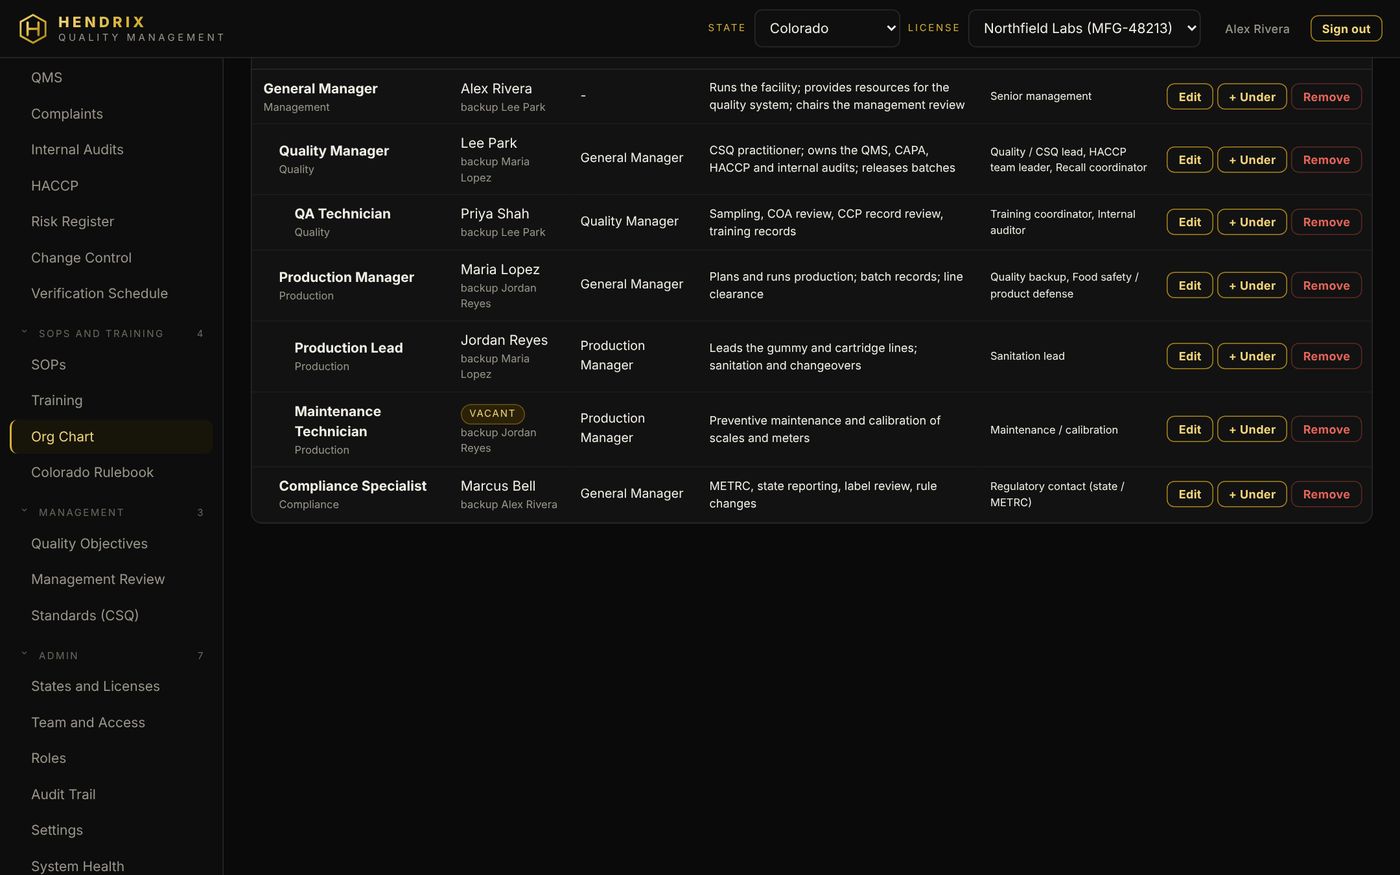 HENDRIX
QUALITY MANAGEMENT
STATE
Colorado
LICENSE
Northfield Labs (MFG-48213)
Alex Rivera
Sign out
QMS
Complaints
Internal Audits
HACCP
Risk Register
Change Control
Verification Schedule
SOPS AND TRAINING 4
SOPs
Training
Org Chart
Colorado Rulebook
MANAGEMENT 3
Quality Objectives
Management Review
Standards (CSQ)
ADMIN 7
States and Licenses
Team and Access
Roles
Audit Trail
Settings
System Health
General Manager
Management
Alex Rivera
backup Lee Park
-
Runs the facility; provides resources for the
quality system; chairs the management review
Senior management
Edit
+ Under
Remove
Quality Manager
Quality
Lee Park
backup Maria
Lopez
General Manager
CSQ practitioner; owns the QMS, CAPA,
HACCP and internal audits; releases batches
Quality / CSQ lead, HACCP
team leader, Recall coordinator
Edit
+ Under
Remove
QA Technician
Quality
Priya Shah
backup Lee Park
Quality Manager
Sampling, COA review, CCP record review,
training records
Training coordinator, Internal
auditor
Edit
+ Under
Remove
Production Manager
Production
Maria Lopez
backup Jordan
Reyes
General Manager
Plans and runs production; batch records; line
clearance
Quality backup, Food safety /
product defense
Edit
+ Under
Remove
Production Lead
Production
Jordan Reyes
backup Maria
Lopez
Production
Manager
Leads the gummy and cartridge lines;
sanitation and changeovers
Sanitation lead
Edit
+ Under
Remove
Maintenance
Technician
Production
VACANT
backup Jordan
Reyes
Production
Manager
Preventive maintenance and calibration of
scales and meters
Maintenance / calibration
Edit
+ Under
Remove
Compliance Specialist
Compliance
Marcus Bell
backup Alex Rivera
General Manager
METRC, state reporting, label review, rule
changes
Regulatory contact (state /
METRC)
Edit
+ Under
Remove